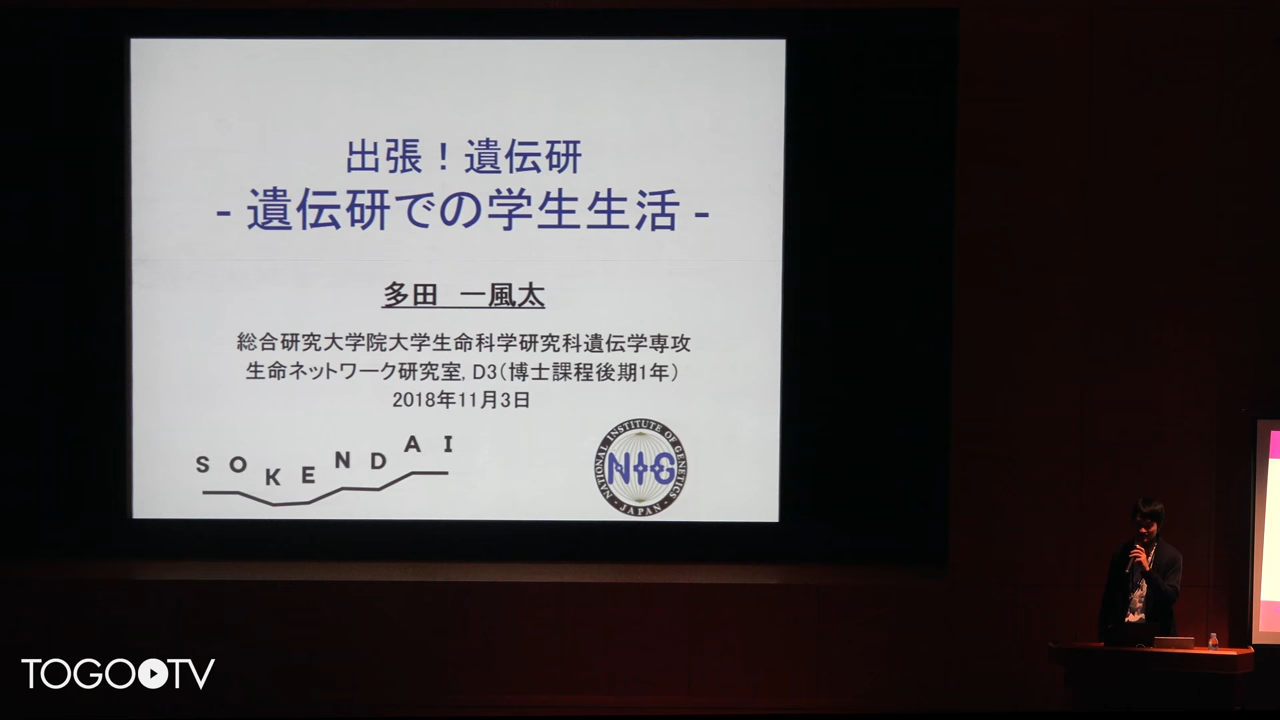 出張！遺伝研
- 遺伝研での学生生活 -
多田　一風太
総合研究大学院大学生命科学研究科遺伝学専攻
生命ネットワーク研究室, D3（博士課程後期1年）
2018年11月3日
SOKENDAI
NATIONAL INSTITUTE OF GENETICS
NIG
JAPAN
TOGOTV